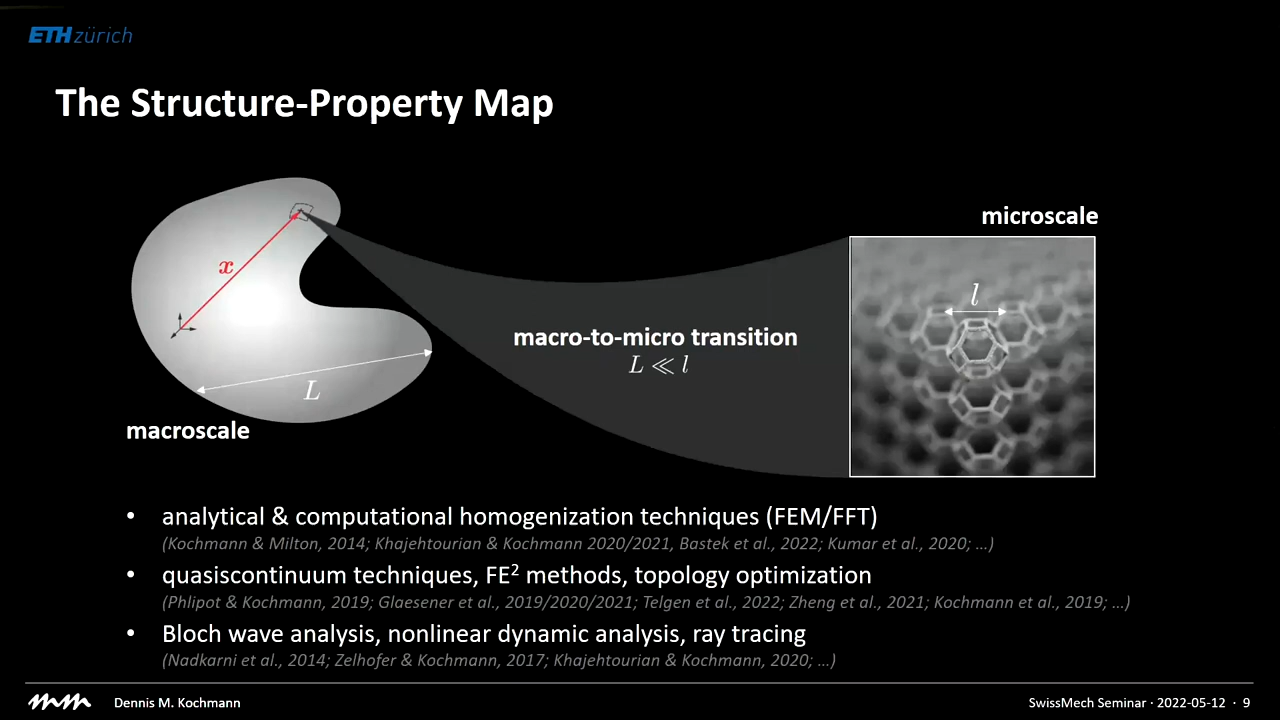 ETH zürich
The Structure-Property Map
microscale
x
l
macro-to-micro transition
L ≪ l
L
macroscale
• analytical & computational homogenization techniques (FEM/FFT)
(Kochmann & Milton, 2014; Khajehtourian & Kochmann 2020/2021, Bastek et al., 2022; Kumar et al., 2020; ...)
• quasiscontinuum techniques, FE² methods, topology optimization
(Phlipot & Kochmann, 2019; Glaesener et al., 2019/2020/2021; Telgen et al., 2022; Zheng et al., 2021; Kochmann et al., 2019; ...)
• Bloch wave analysis, nonlinear dynamic analysis, ray tracing
(Nadkarni et al., 2014; Zelhofer & Kochmann, 2017; Khajehtourian & Kochmann, 2020; ...)
Dennis M. Kochmann
SwissMech Seminar · 2022-05-12 · 9